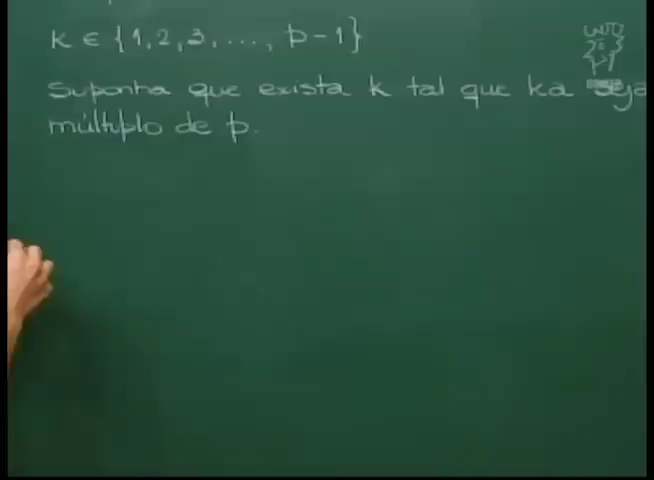 k ∈ {1, 2, 3, ...., p-1}
Suponha que exista k tal que ka seja
múltiplo de p.